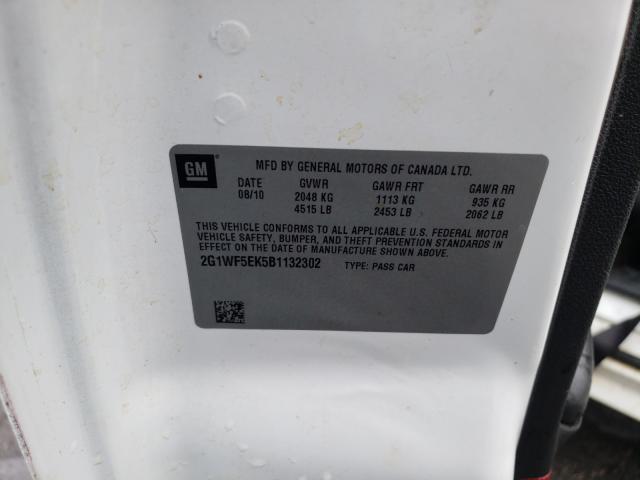 GM
MFD BY GENERAL MOTORS OF CANADA LTD.
DATE GVWR GAWR FRT GAWR RR
08/10 2048 KG 1113 KG 935 KG
4515 LB 2453 LB 2062 LB
THIS VEHICLE CONFORMS TO ALL APPLICABLE U.S. FEDERAL MOTOR
VEHICLE SAFETY, BUMPER, AND THEFT PREVENTION STANDARDS IN
EFFECT ON THE DATE OF MANUFACTURE SHOWN ABOVE.
2G1WF5EK5B1132302 TYPE: PASS CAR